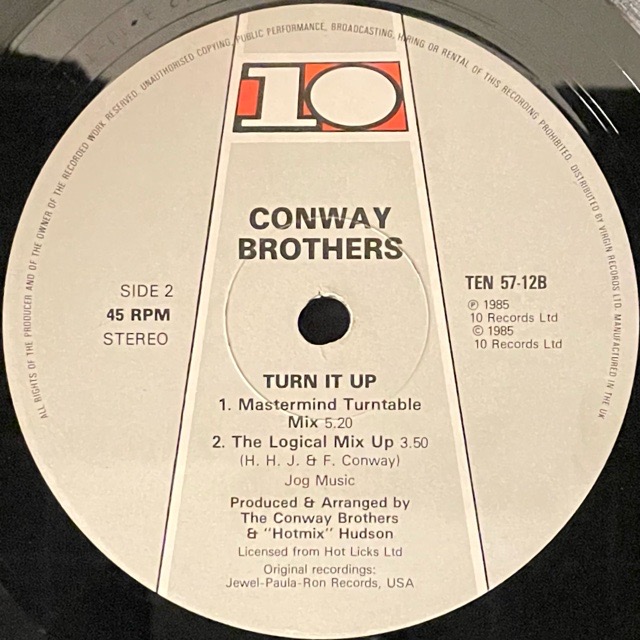 ALL RIGHTS OF THE PRODUCER AND OF THE OWNER OF THE RECORDED WORK RESERVED. UNAUTHORISED COPYING, PUBLIC PERFORMANCE, BROADCASTING, HIRING OR RENTAL OF THIS RECORDING PROHIBITED. DISTRIBUTED BY VIRGIN RECORDS LTD. MANUFACTURED IN THE UK
10
CONWAY
BROTHERS
SIDE 2
45 RPM
STEREO
TEN 57-12B
℗ 1985
10 Records Ltd
© 1985
10 Records Ltd
TURN IT UP
1. Mastermind Turntable
Mix 5.20
2. The Logical Mix Up 3.50
(H. H. J. & F. Conway)
Jog Music
Produced & Arranged by
The Conway Brothers
& "Hotmix" Hudson
Licensed from Hot Licks Ltd
Original recordings:
Jewel-Paula-Ron Records, USA